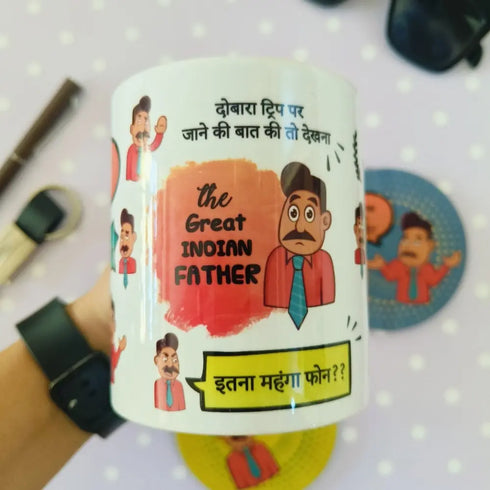 दोबारा ट्रिप पर
जाने की बात की तो देखना
the
Great
INDIAN
FATHER
इतना महंगा फोन??